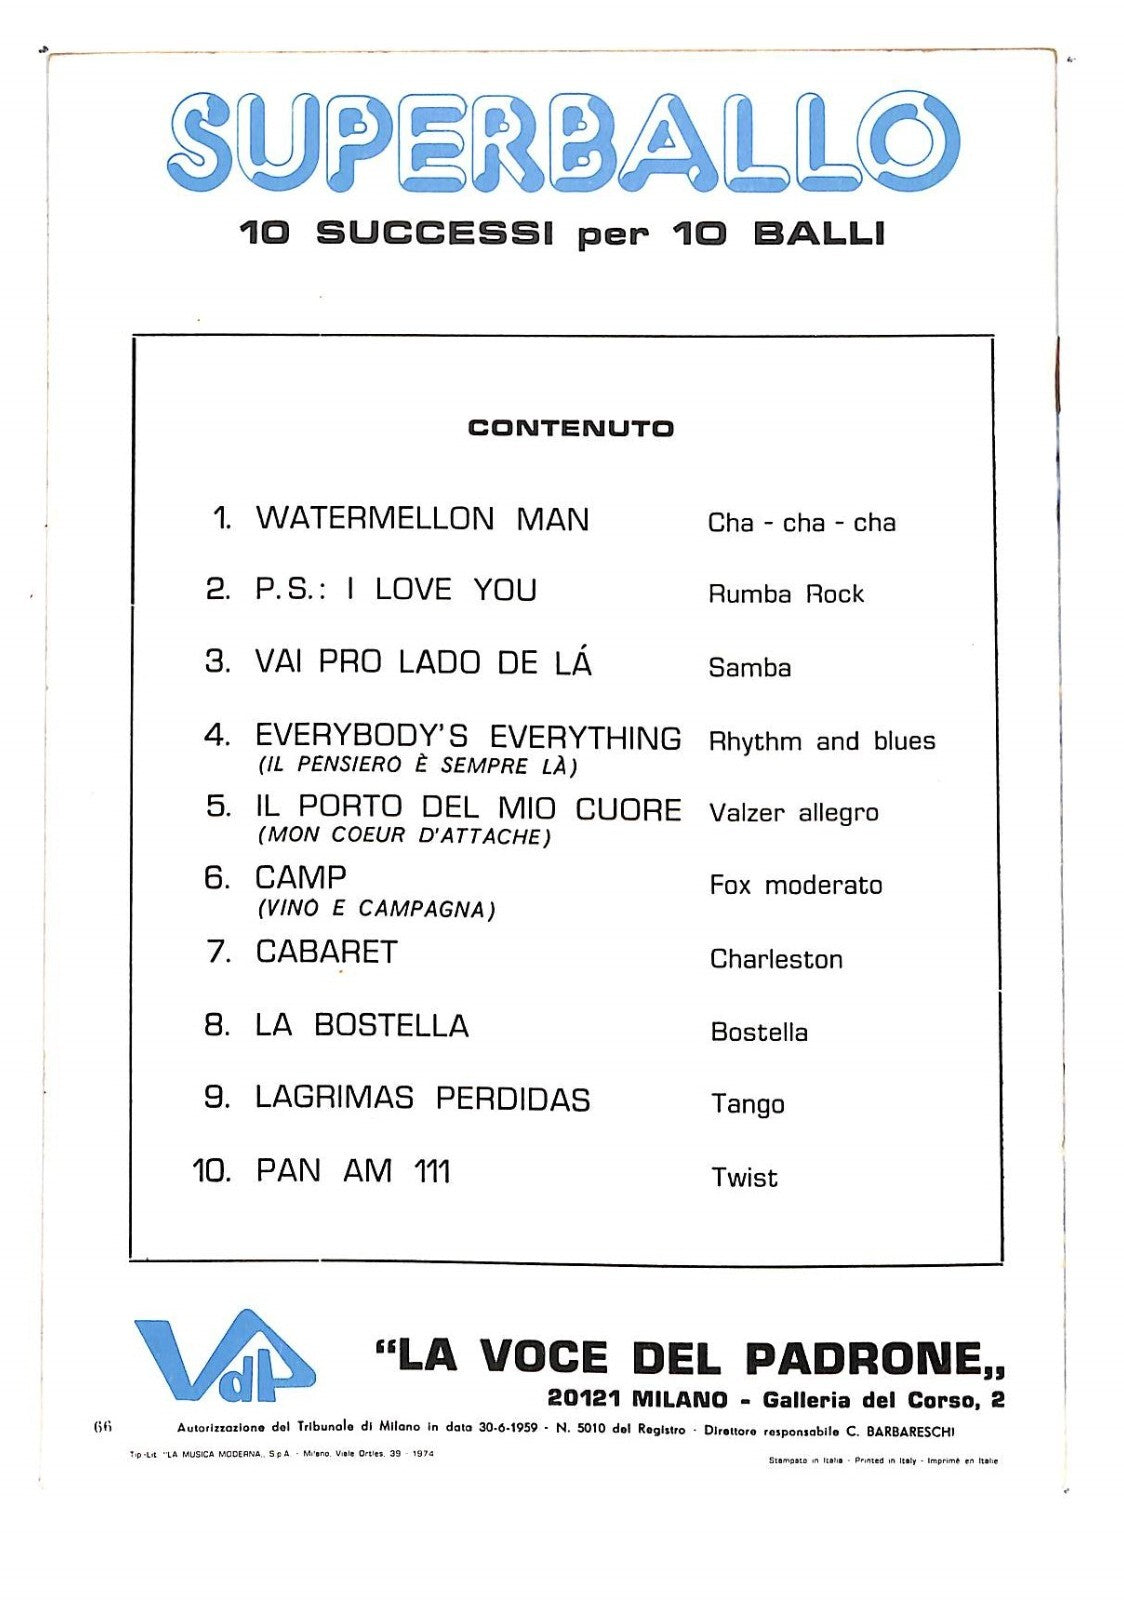 SUPERBALLO
10 SUCCESSI per 10 BALLI
CONTENUTO
1. WATERMELLON MAN Cha - cha - cha
2. P.S.: I LOVE YOU Rumba Rock
3. VAI PRO LADO DE LÁ Samba
4. EVERYBODY'S EVERYTHING Rhythm and blues
(IL PENSIERO È SEMPRE LÀ)
5. IL PORTO DEL MIO CUORE Valzer allegro
(MON COEUR D'ATTACHE)
6. CAMP Fox moderato
(VINO E CAMPAGNA)
7. CABARET Charleston
8. LA BOSTELLA Bostella
9. LAGRIMAS PERDIDAS Tango
10. PAN AM 111 Twist
VdP
“LA VOCE DEL PADRONE„
20121 MILANO - Galleria del Corso, 2
66 Autorizzazione del Tribunale di Milano in data 30-6-1959 - N. 5010 del Registro - Direttore responsabile C. BARBARESCHI
Tip-Lit "LA MUSICA MODERNA„ S.p.A. - Milano, Viale Ortles, 39 - 1974
Stampato in Italia - Printed in Italy - Imprimé en Italie